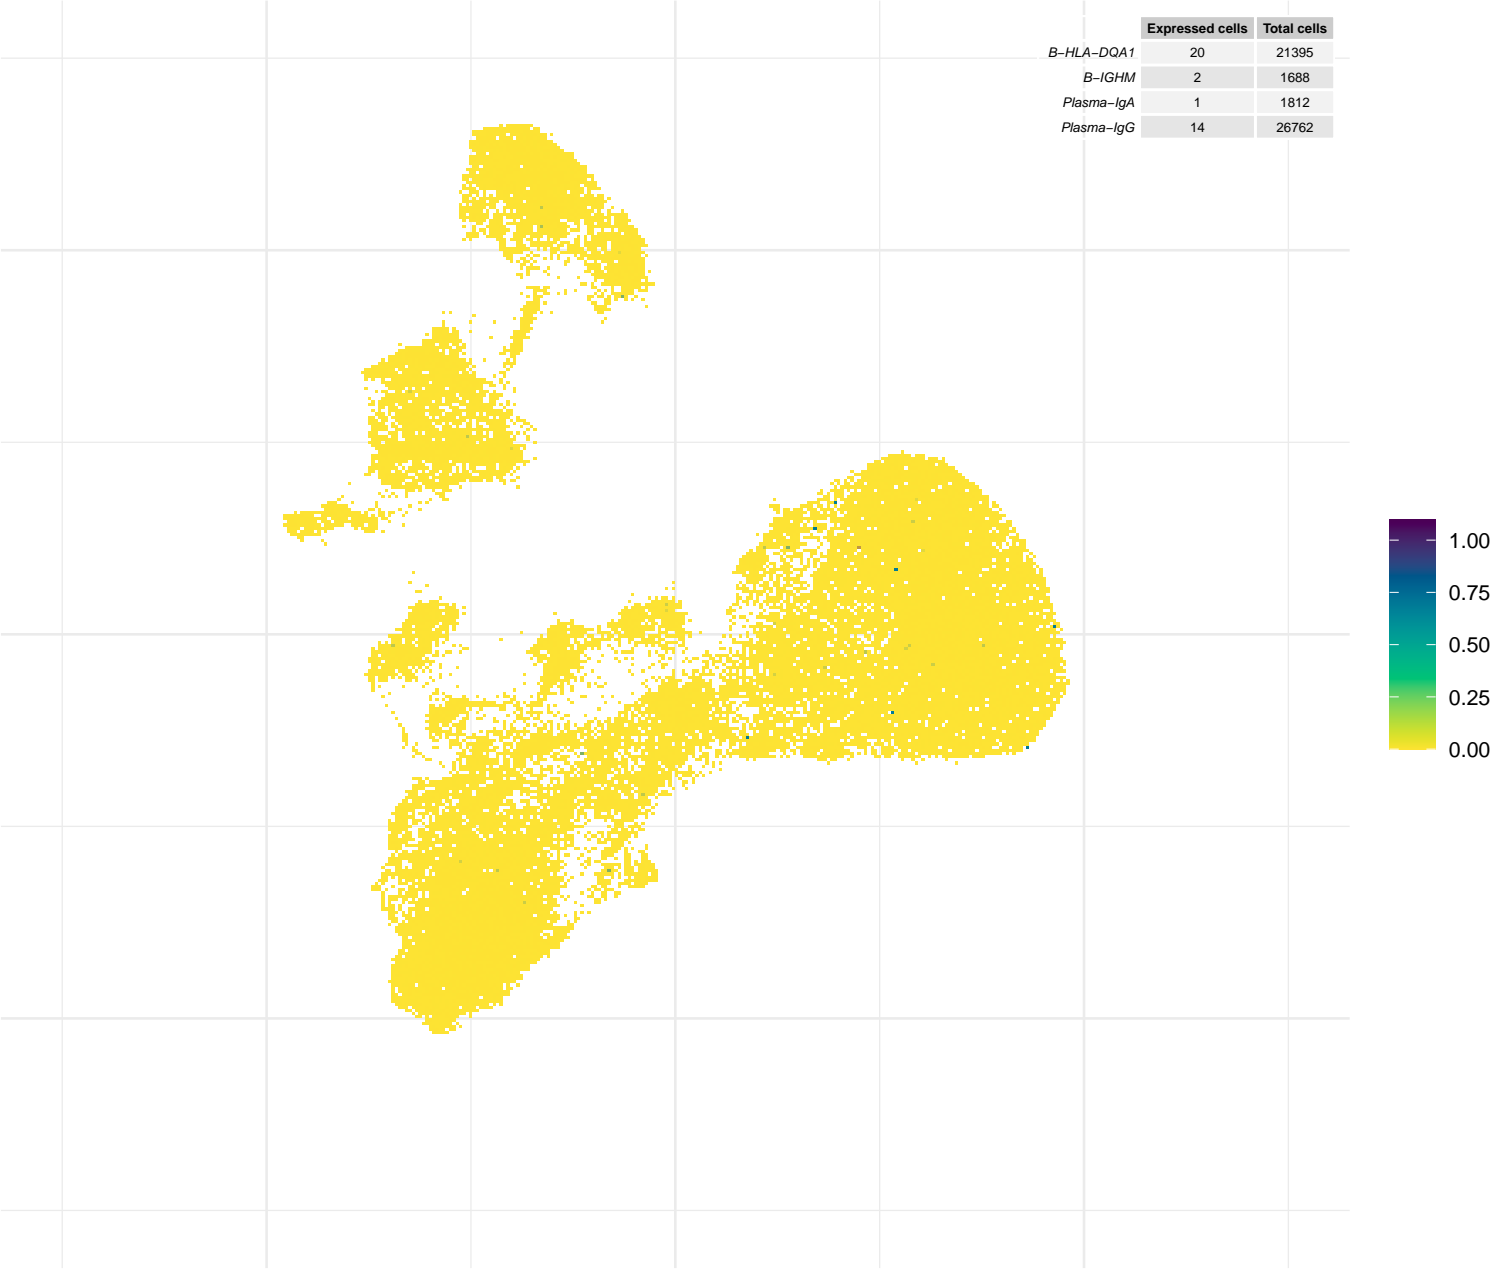 Expressed cells Total cells
B−HLA−DQA1 20 21395
B−IGHM 2 1688
Plasma−IgA 1 1812
Plasma−IgG 14 26762
1.00
0.75
0.50
0.25
0.00